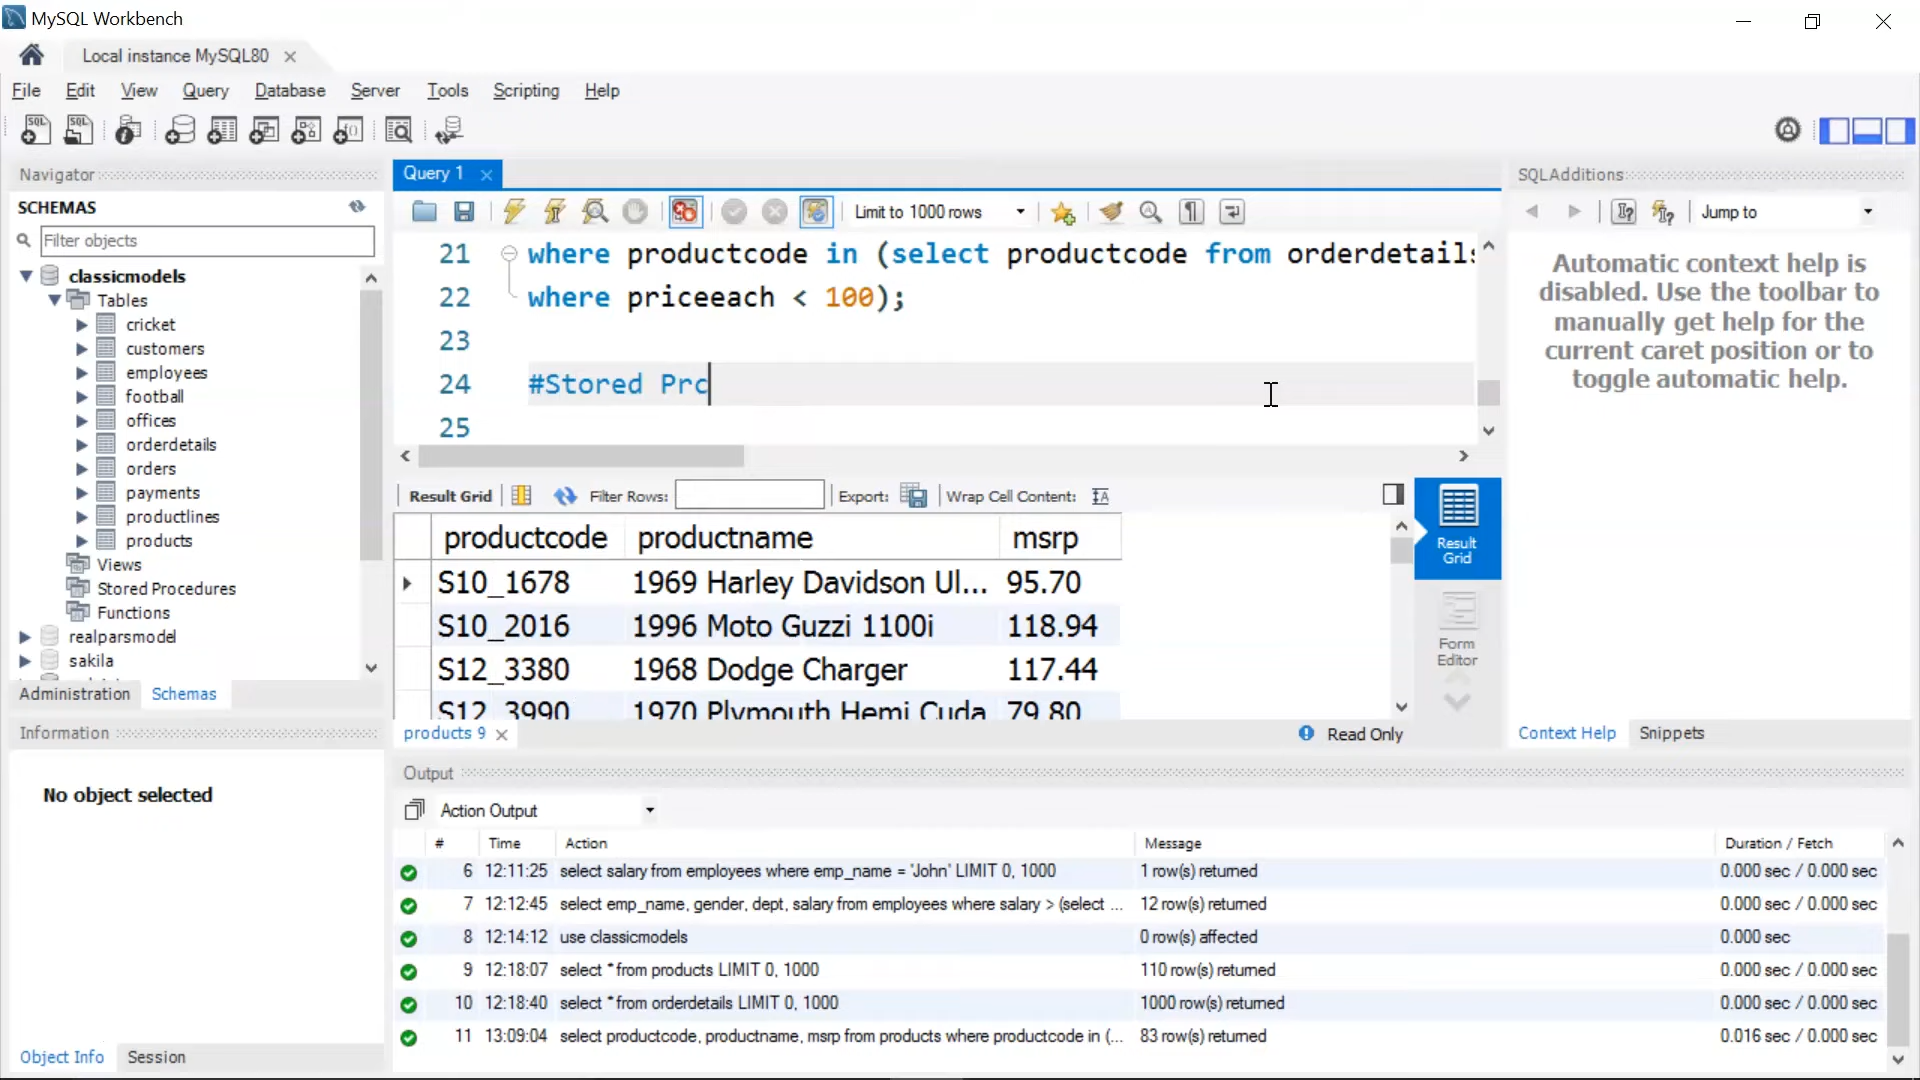 MySQL Workbench
Local instance MySQL80
File Edit View Query Database Server Tools Scripting Help
Navigator
SCHEMAS
Filter objects
classicmodels
Tables
cricket
customers
employees
football
offices
orderdetails
orders
payments
productlines
products
Views
Stored Procedures
Functions
realparsmodel
sakila
Administration Schemas
Information
No object selected
Object Info Session
Query 1
Limit to 1000 rows
21 where productcode in (select productcode from orderdetails
22 where priceeach < 100);
23
24 #Stored Prc
25
Result Grid Filter Rows: Export: Wrap Cell Content:
productcode productname msrp
S10_1678 1969 Harley Davidson Ul... 95.70
S10_2016 1996 Moto Guzzi 1100i 118.94
S12_3380 1968 Dodge Charger 117.44
S12_3990 1970 Plymouth Hemi Cuda 79.80
Result Grid
Form Editor
products 9
Read Only
SQLAdditions
Jump to
Automatic context help is
disabled. Use the toolbar to
manually get help for the
current caret position or to
toggle automatic help.
Context Help Snippets
Output
Action Output
# Time Action Message Duration / Fetch
6 12:11:25 select salary from employees where emp_name = 'John' LIMIT 0, 1000 1 row(s) returned 0.000 sec / 0.000 sec
7 12:12:45 select emp_name, gender, dept, salary from employees where salary > (select ... 12 row(s) returned 0.000 sec / 0.000 sec
8 12:14:12 use classicmodels 0 row(s) affected 0.000 sec
9 12:18:07 select * from products LIMIT 0, 1000 110 row(s) returned 0.000 sec / 0.000 sec
10 12:18:40 select * from orderdetails LIMIT 0, 1000 1000 row(s) returned 0.000 sec / 0.000 sec
11 13:09:04 select productcode, productname, msrp from products where productcode in (... 83 row(s) returned 0.016 sec / 0.000 sec